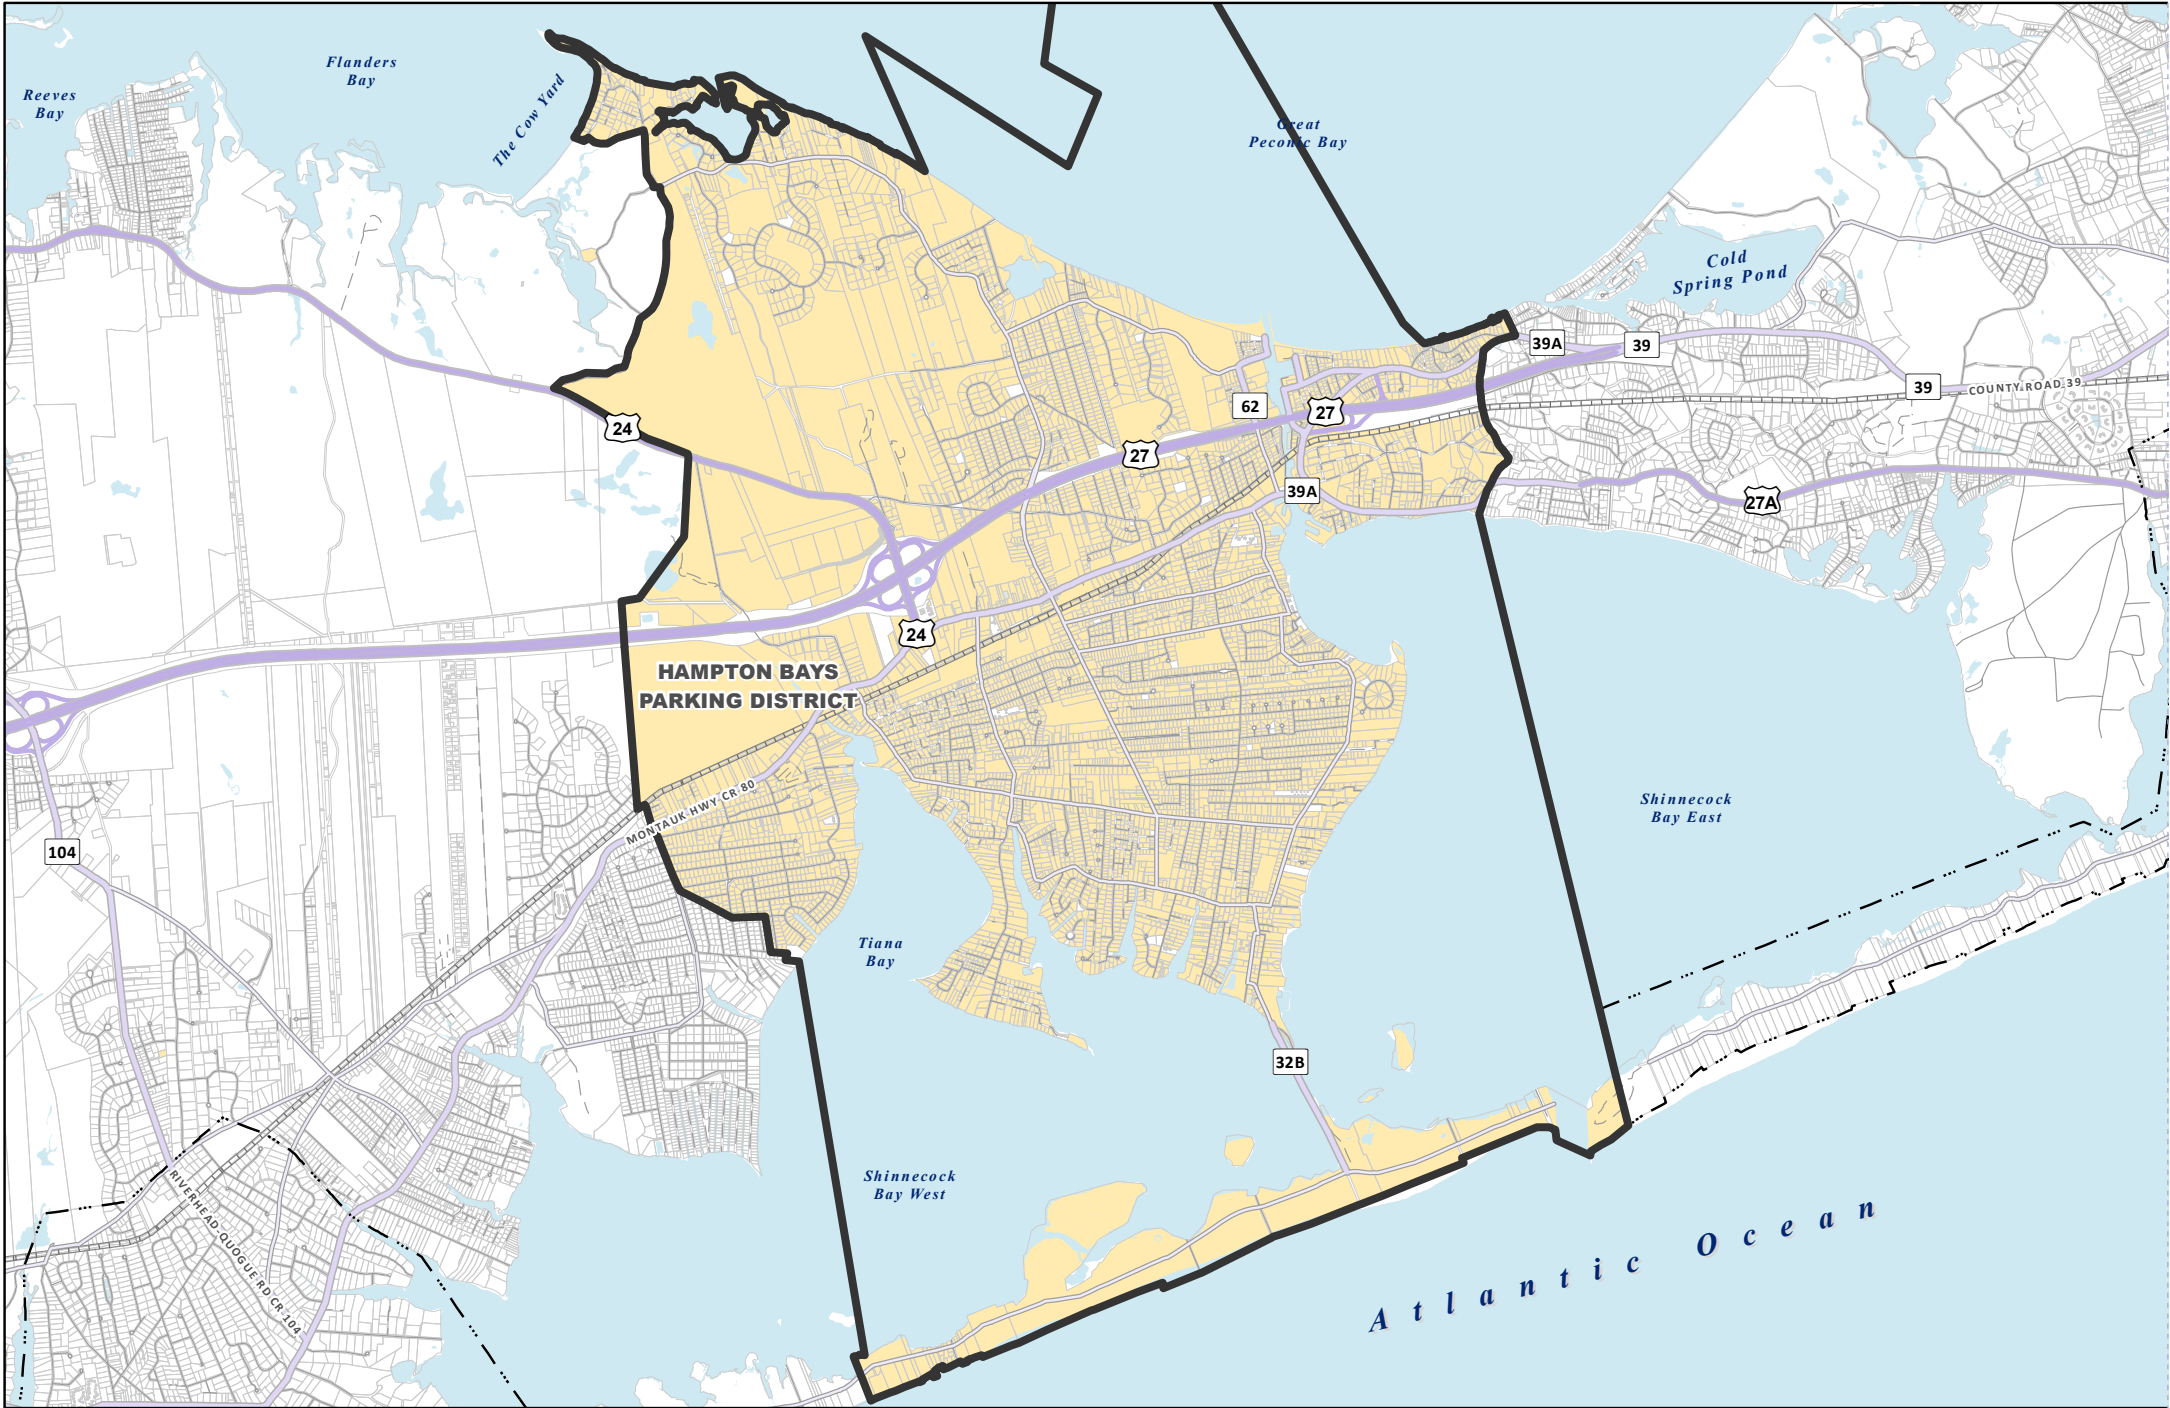 Flanders
Bay
Reeves
Bay
The Cow Yard
Great
Peconic Bay
Cold
Spring Pond
39A
39
39
COUNTY ROAD 39
62
27
24
27
39A
27A
24
HAMPTON BAYS
PARKING DISTRICT
MONTAUK HWY CR 80
Shinnecock
Bay East
104
Tiana
Bay
32B
Shinnecock
Bay West
RIVERHEAD-QUOGUE RD CR 104
Atlantic Ocean